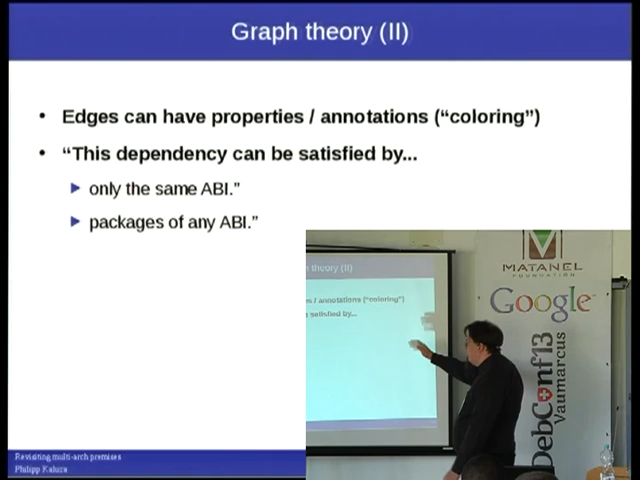 Graph theory (II)
• Edges can have properties / annotations (“coloring”)
• “This dependency can be satisfied by...
only the same ABI.”
packages of any ABI.”
theory (II)
s / annotations (“coloring”)
satisfied by...
MATANEL
FOUNDATION
Google
DebConf13
Vaumarcus
Revisiting multi-arch premises
Philipp Kaluza